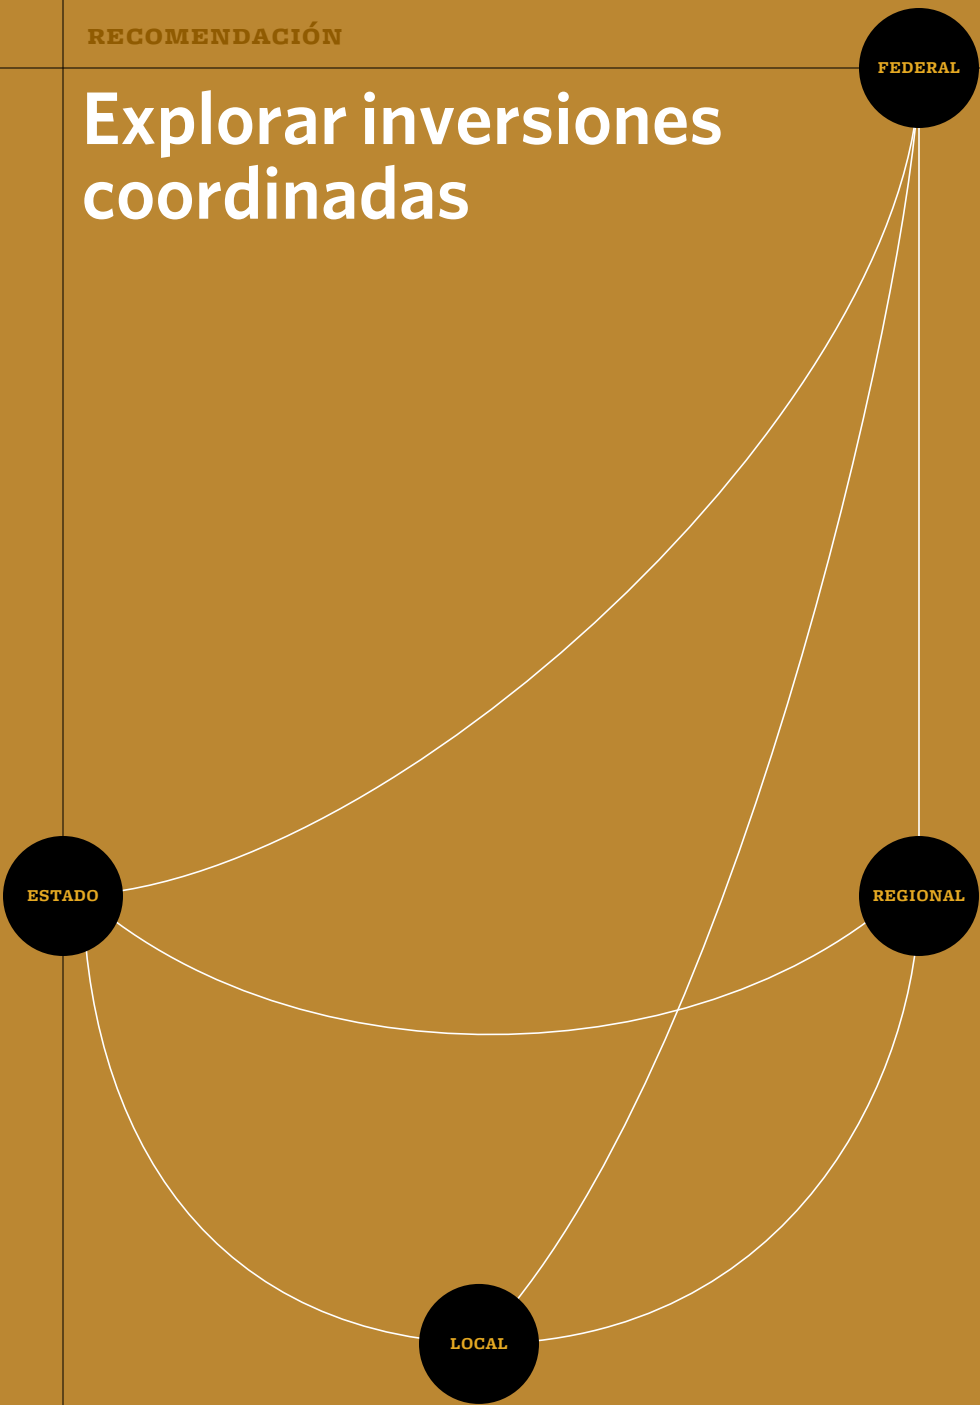 RECOMENDACIÓN
FEDERAL
Explorar inversiones
coordinadas
ESTADO
REGIONAL
LOCAL